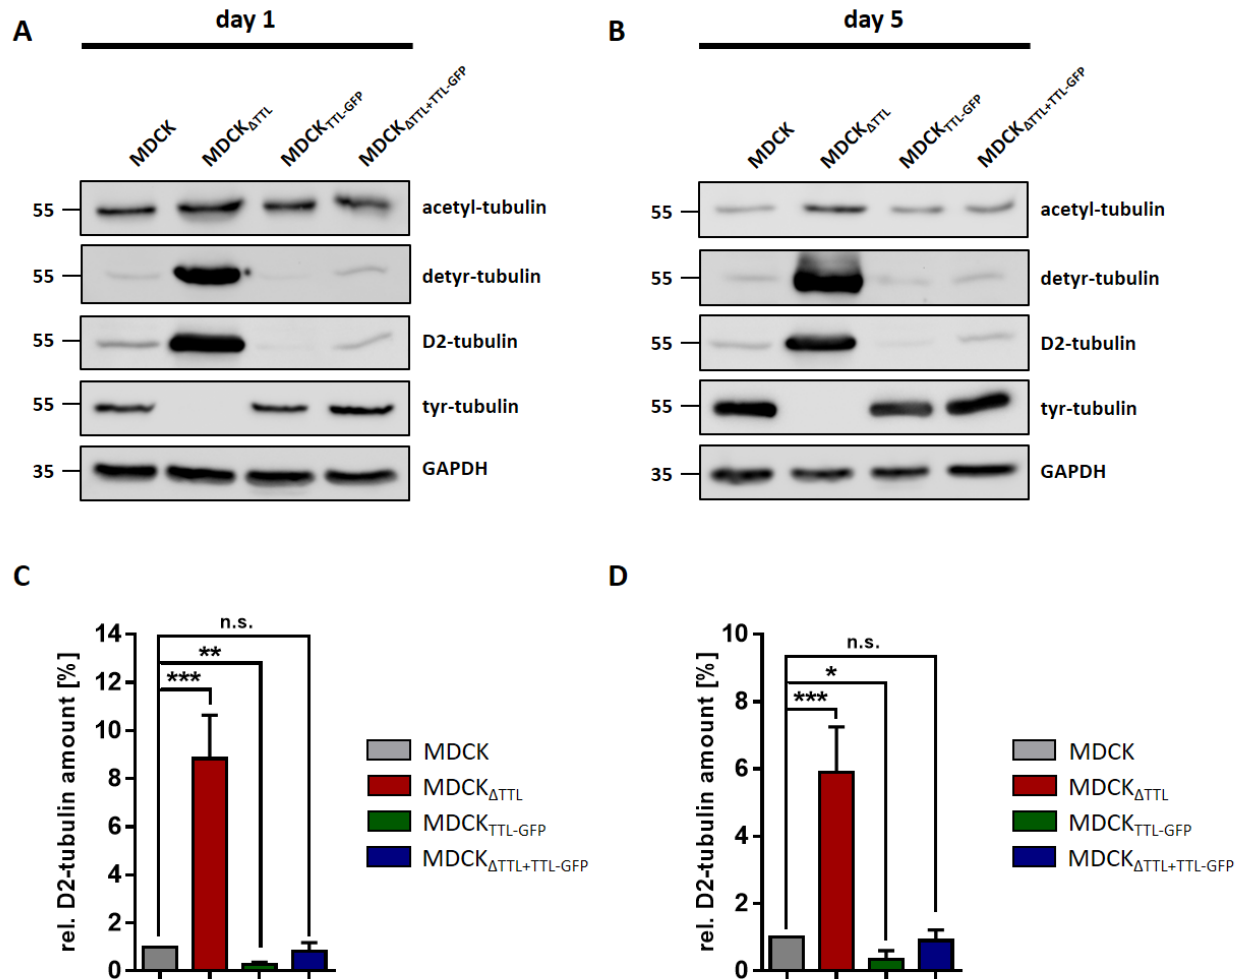 A
day 1
MDCK
MDCKΔTTL
MDCKTTL-GFP
MDCKΔTTL+TTL-GFP
55
acetyl-tubulin
55
detyr-tubulin
55
D2-tubulin
55
tyr-tubulin
35
GAPDH
B
day 5
MDCK
MDCKΔTTL
MDCKTTL-GFP
MDCKΔTTL+TTL-GFP
55
acetyl-tubulin
55
detyr-tubulin
55
D2-tubulin
55
tyr-tubulin
35
GAPDH
C
rel. D2-tubulin amount [%]
14
12
10
8
6
4
2
0
n.s.
**
***
MDCK
MDCKΔTTL
MDCKTTL-GFP
MDCKΔTTL+TTL-GFP
D
rel. D2-tubulin amount [%]
10
8
6
4
2
0
n.s.
*
***
MDCK
MDCKΔTTL
MDCKTTL-GFP
MDCKΔTTL+TTL-GFP